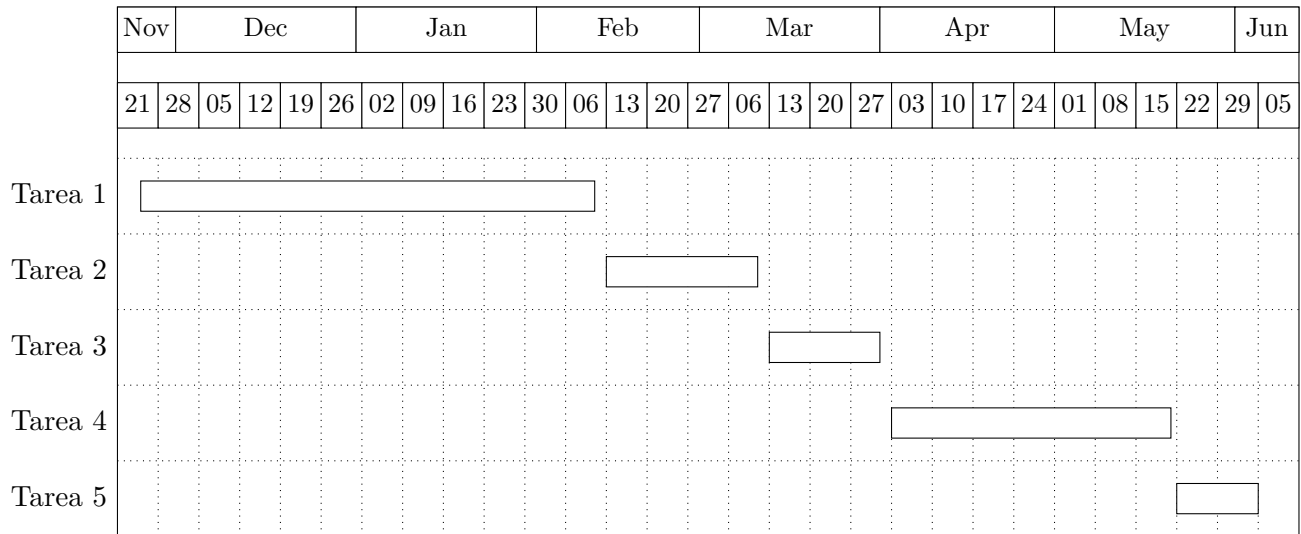 Nov Dec Jan Feb Mar Apr May Jun
21 28 05 12 19 26 02 09 16 23 30 06 13 20 27 06 13 20 27 03 10 17 24 01 08 15 22 29 05
Tarea 1
Tarea 2
Tarea 3
Tarea 4
Tarea 5